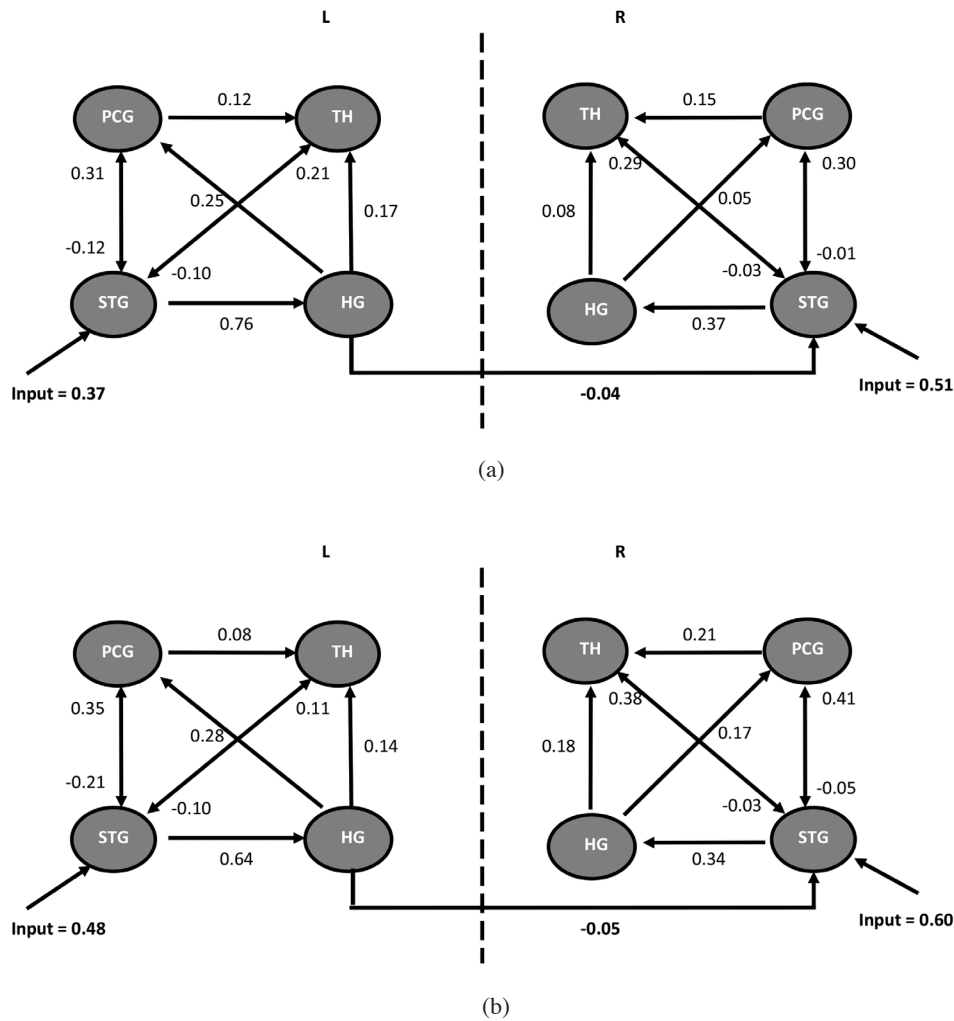 L R
PCG 0.12 TH TH 0.15 PCG
0.31 0.21 0.29 0.30
0.25 0.05
0.17 0.08
-0.12 -0.10 -0.03 -0.01
STG 0.76 HG HG 0.37 STG
Input = 0.37 -0.04 Input = 0.51
(a)
L R
PCG 0.08 TH TH 0.21 PCG
0.35 0.11 0.38 0.41
0.28 0.17
0.14 0.18
-0.21 -0.10 -0.03 -0.05
STG 0.64 HG HG 0.34 STG
Input = 0.48 -0.05 Input = 0.60
(b)